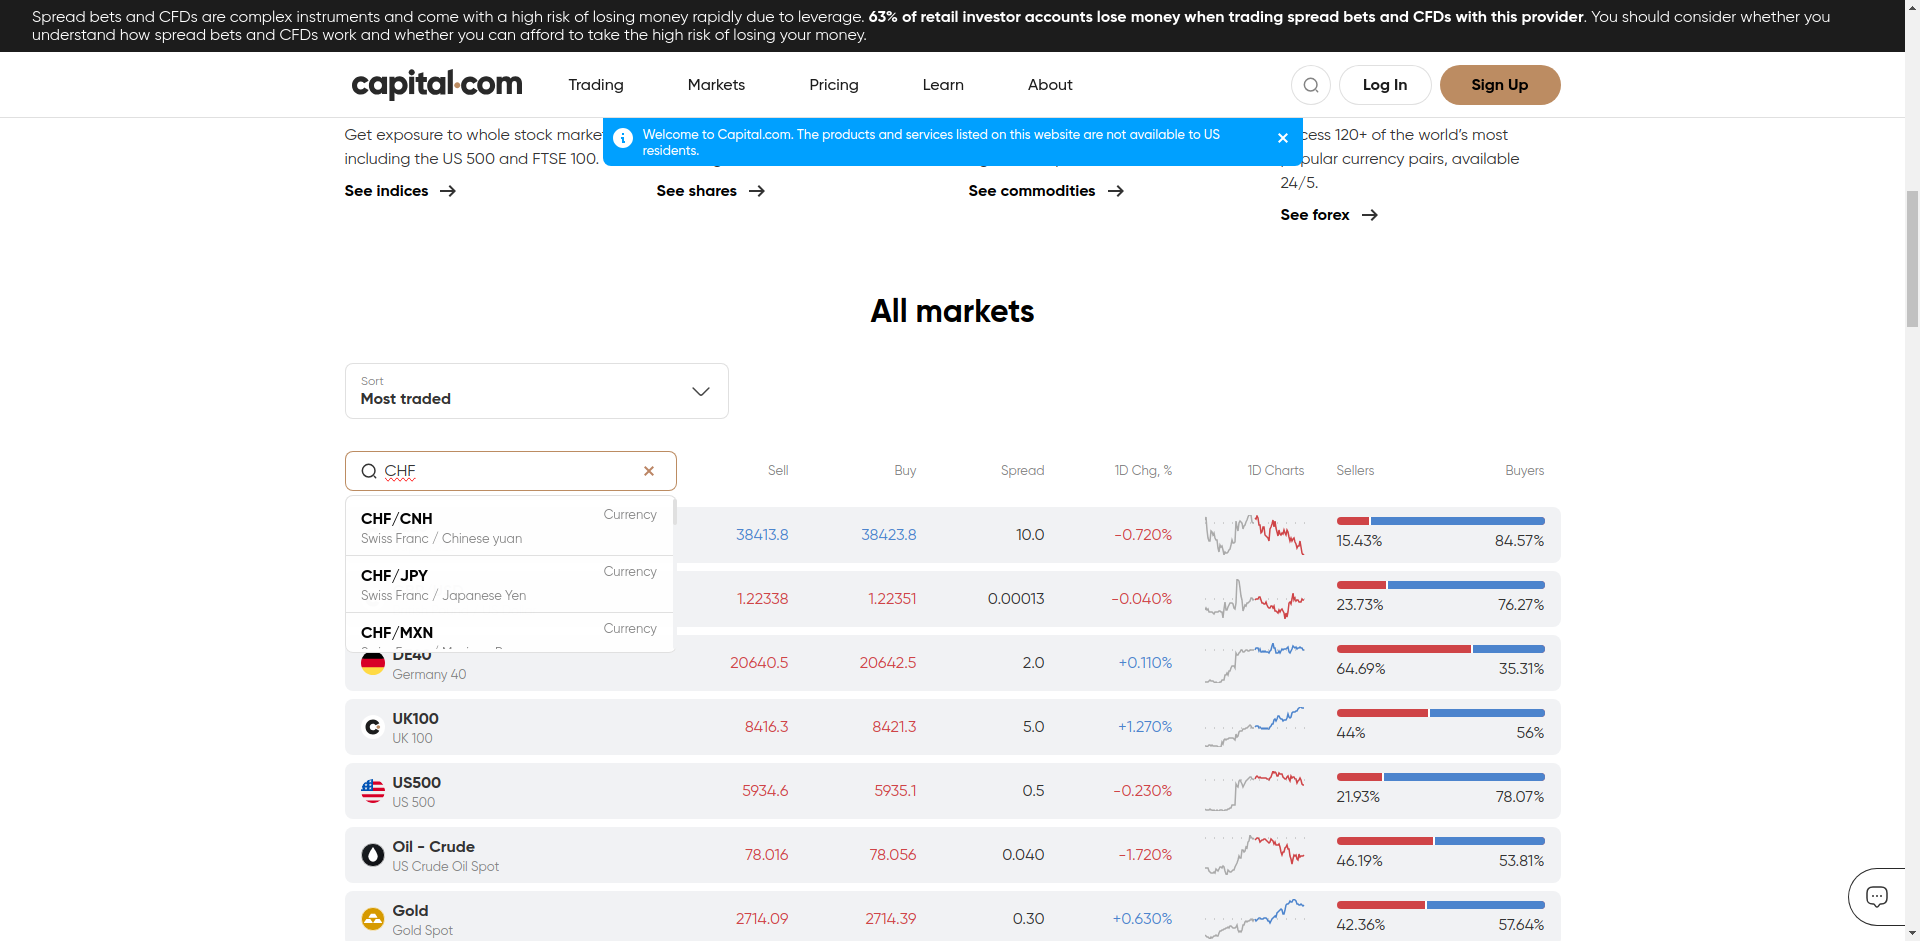 Spread bets and CFDs are complex instruments and come with a high risk of losing money rapidly due to leverage. 63% of retail investor accounts lose money when trading spread bets and CFDs with this provider. You should consider whether you
understand how spread bets and CFDs work and whether you can afford to take the high risk of losing your money.
capital.com Trading Markets Pricing Learn About Log In Sign Up
Welcome to Capital.com. The products and services listed on this website are not available to US
residents.
Get exposure to whole stock marke
including the US 500 and FTSE 100.
See indices
See shares
See commodities
cess 120+ of the world's most
pular currency pairs, available
24/5.
See forex
All markets
Sort
Most traded
CHF Sell Buy Spread 1D Chg, % 1D Charts Sellers Buyers
CHF/CNH Currency
Swiss Franc / Chinese yuan
CHF/JPY Currency
Swiss Franc / Japanese Yen
CHF/MXN Currency
38413.8 38423.8 10.0 -0.720% 15.43% 84.57%
1.22338 1.22351 0.00013 -0.040% 23.73% 76.27%
DE40
Germany 40
20640.5 20642.5 2.0 +0.110% 64.69% 35.31%
UK100
UK 100
8416.3 8421.3 5.0 +1.270% 44% 56%
US500
US 500
5934.6 5935.1 0.5 -0.230% 21.93% 78.07%
Oil - Crude
US Crude Oil Spot
78.016 78.056 0.040 -1.720% 46.19% 53.81%
Gold
Gold Spot
2714.09 2714.39 0.30 +0.630% 42.36% 57.64%